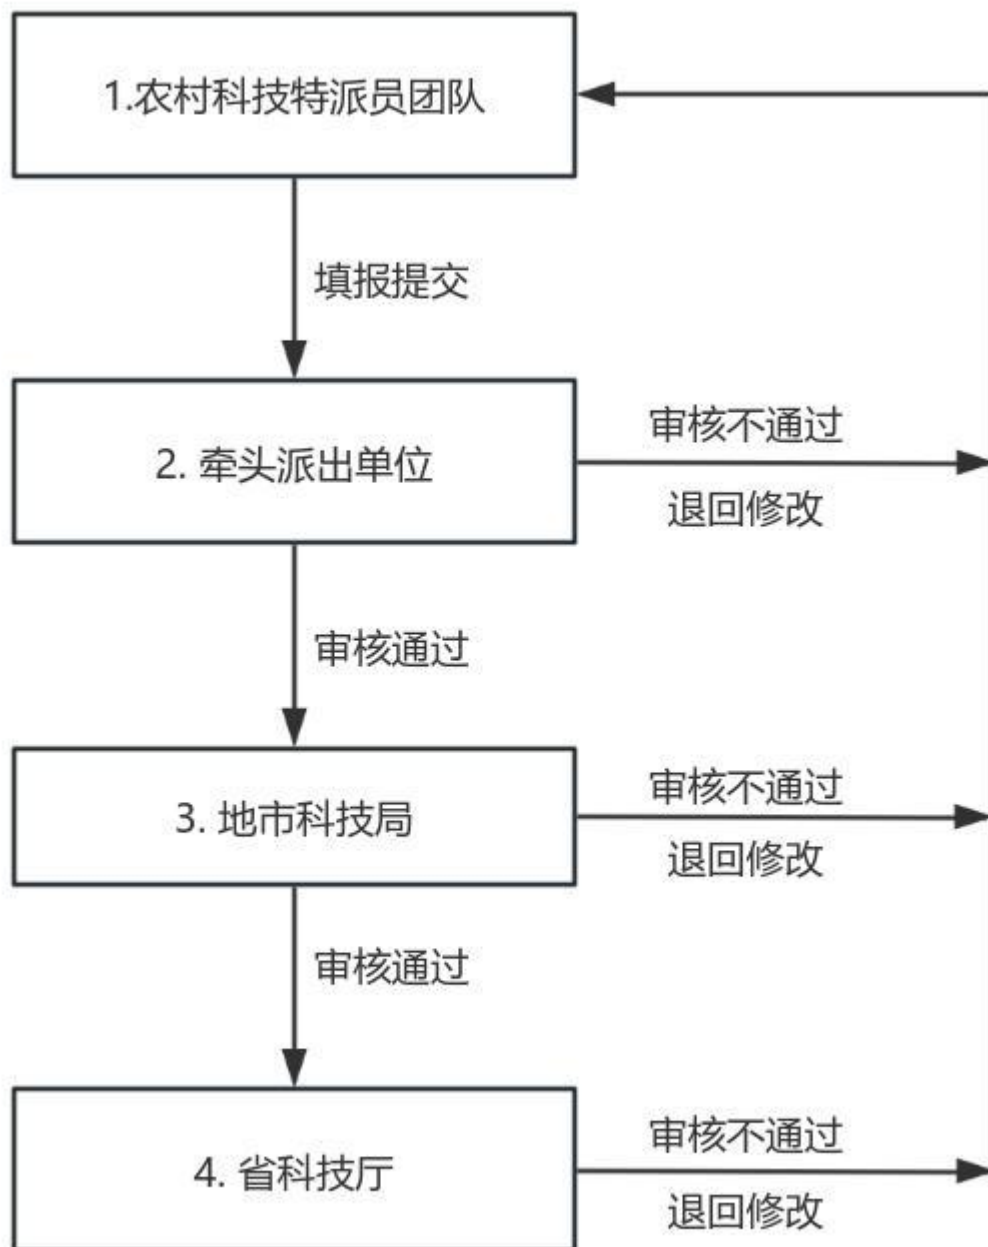 1.农村科技特派员团队
填报提交
2. 牵头派出单位
审核不通过
退回修改
审核通过
3. 地市科技局
审核不通过
退回修改
审核通过
4. 省科技厅
审核不通过
退回修改